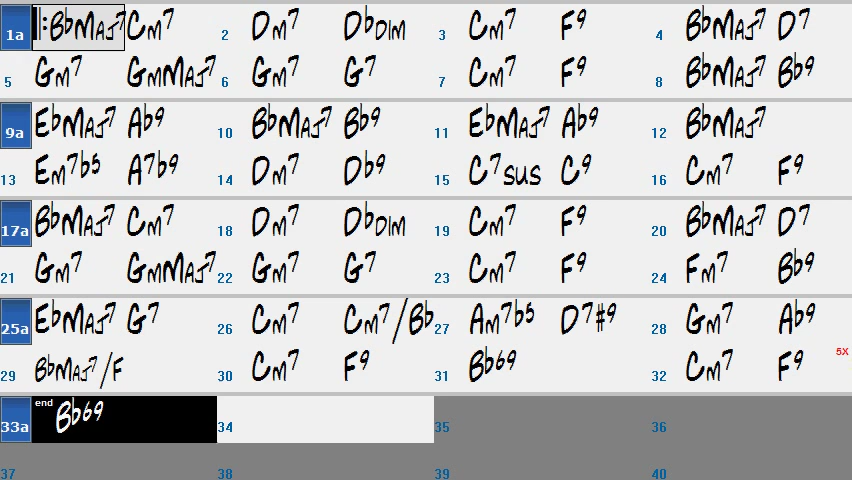 1a ‖:BbMAJ7 Cm7 2 Dm7 DbDIM 3 Cm7 F9 4 BbMAJ7 D7
5 Gm7 GmMAJ7 6 Gm7 G7 7 Cm7 F9 8 BbMAJ7 Bb9
9a EbMAJ7 Ab9 10 BbMAJ7 Bb9 11 EbMAJ7 Ab9 12 BbMAJ7
13 Em7b5 A7b9 14 Dm7 Db9 15 C7sus C9 16 Cm7 F9
17a BbMAJ7 Cm7 18 Dm7 DbDIM 19 Cm7 F9 20 BbMAJ7 D7
21 Gm7 GmMAJ7 22 Gm7 G7 23 Cm7 F9 24 Fm7 Bb9
25a EbMAJ7 G7 26 Cm7 Cm7/Bb 27 Am7b5 D7#9 28 Gm7 Ab9
29 BbMAJ7/F 30 Cm7 F9 31 Bb69 32 Cm7 F9 5X
33a end Bb69 34 35 36
37 38 39 40